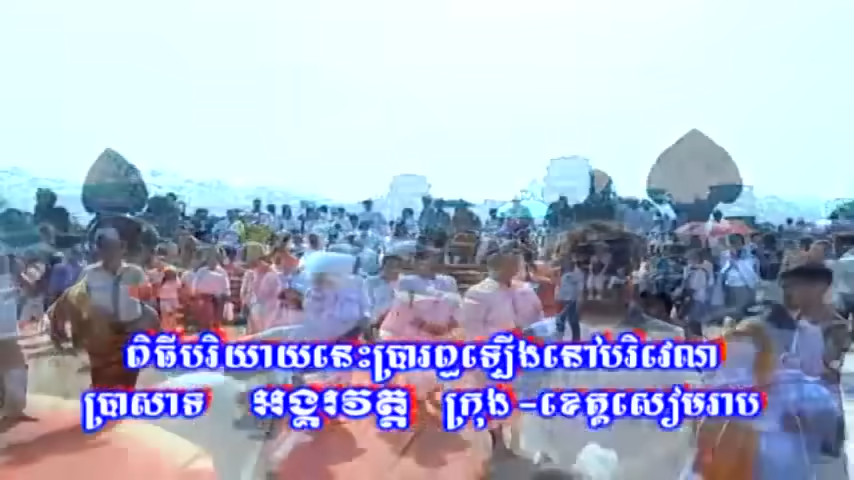 ពិធីបរិយាយនេះប្រារព្ធឡើងនៅបរិវេណ
ប្រាសាទ អង្គរវត្ត ក្រុង-ខេត្តសៀមរាប